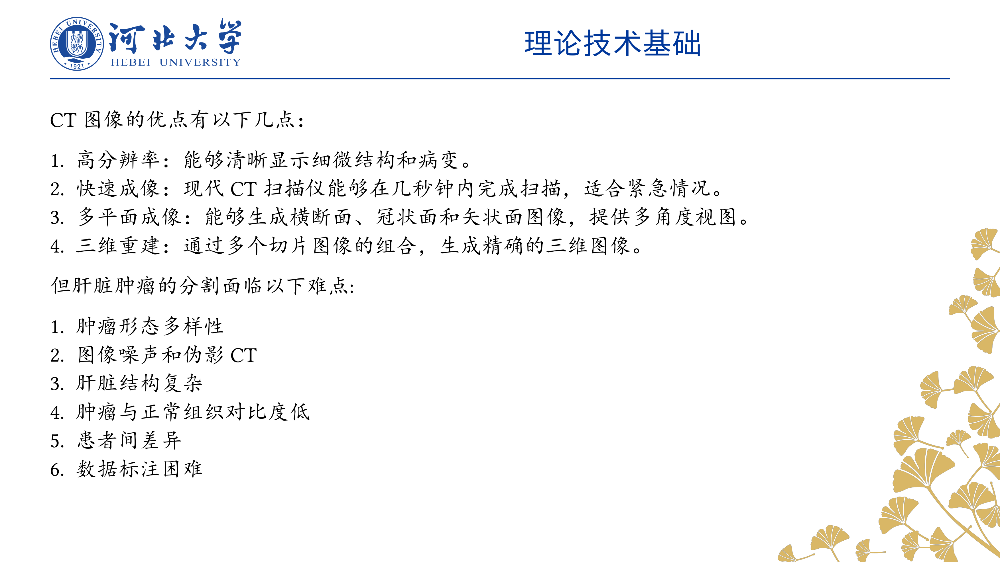 HEBEI UNIVERSITY
1921
河北大学
HEBEI UNIVERSITY
理论技术基础
CT 图像的优点有以下几点：
1. 高分辨率：能够清晰显示细微结构和病变。
2. 快速成像：现代 CT 扫描仪能够在几秒钟内完成扫描，适合紧急情况。
3. 多平面成像：能够生成横断面、冠状面和矢状面图像，提供多角度视图。
4. 三维重建：通过多个切片图像的组合，生成精确的三维图像。
但肝脏肿瘤的分割面临以下难点:
1. 肿瘤形态多样性
2. 图像噪声和伪影 CT
3. 肝脏结构复杂
4. 肿瘤与正常组织对比度低
5. 患者间差异
6. 数据标注困难